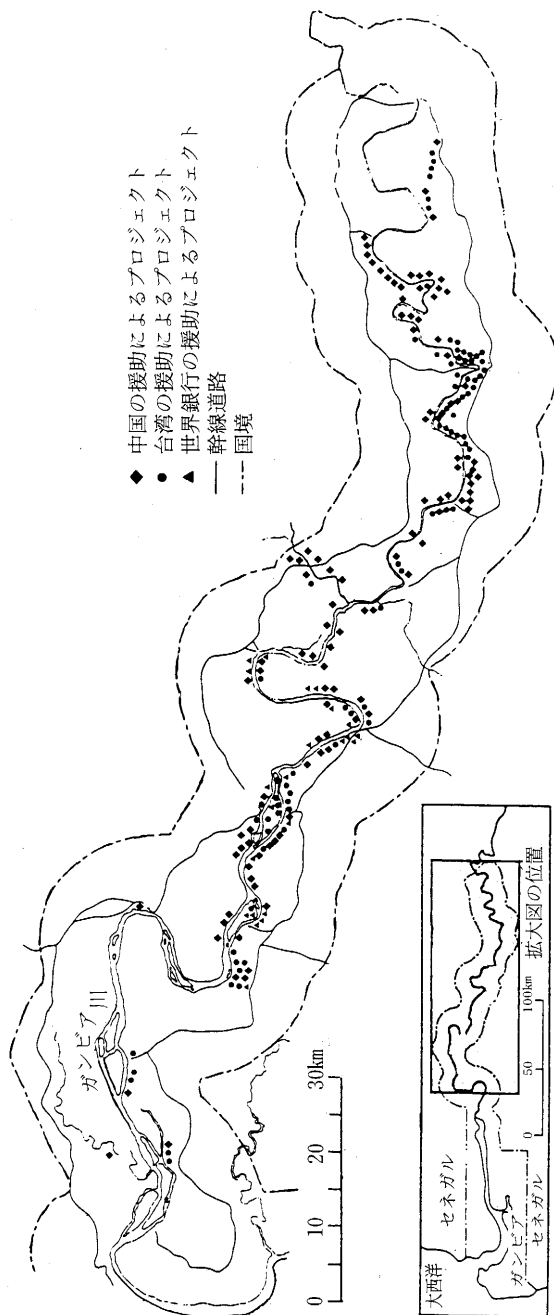 ◆ 中国の援助によるプロジェクト
● 台湾の援助によるプロジェクト
▲ 世界銀行の援助によるプロジェクト
— 幹線道路
--- 国境
ガンビア川
0 10 20 30km
大西洋
セネガル
ガンビア
セネガル
0 50 100km
拡大図の位置